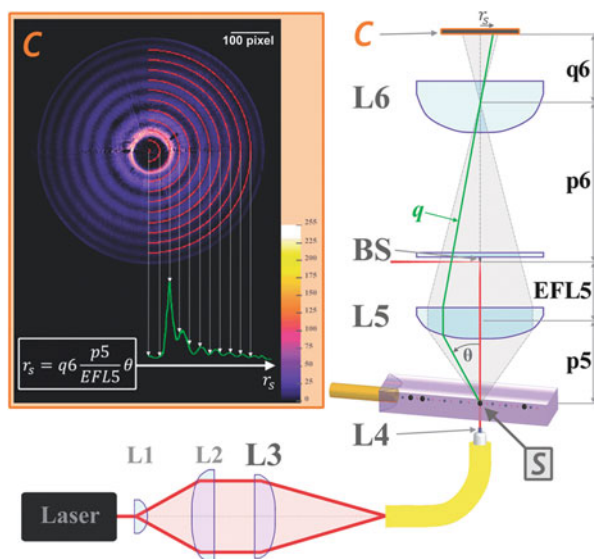 C
100 pixel
255
250
225
200
175
150
125
100
75
50
25
0
r_s = q6 p5/EFL5 θ
r_s
r_s
C
q6
L6
p6
q
BS
EFL5
L5
θ
p5
L4
S
L1
L2
L3
Laser